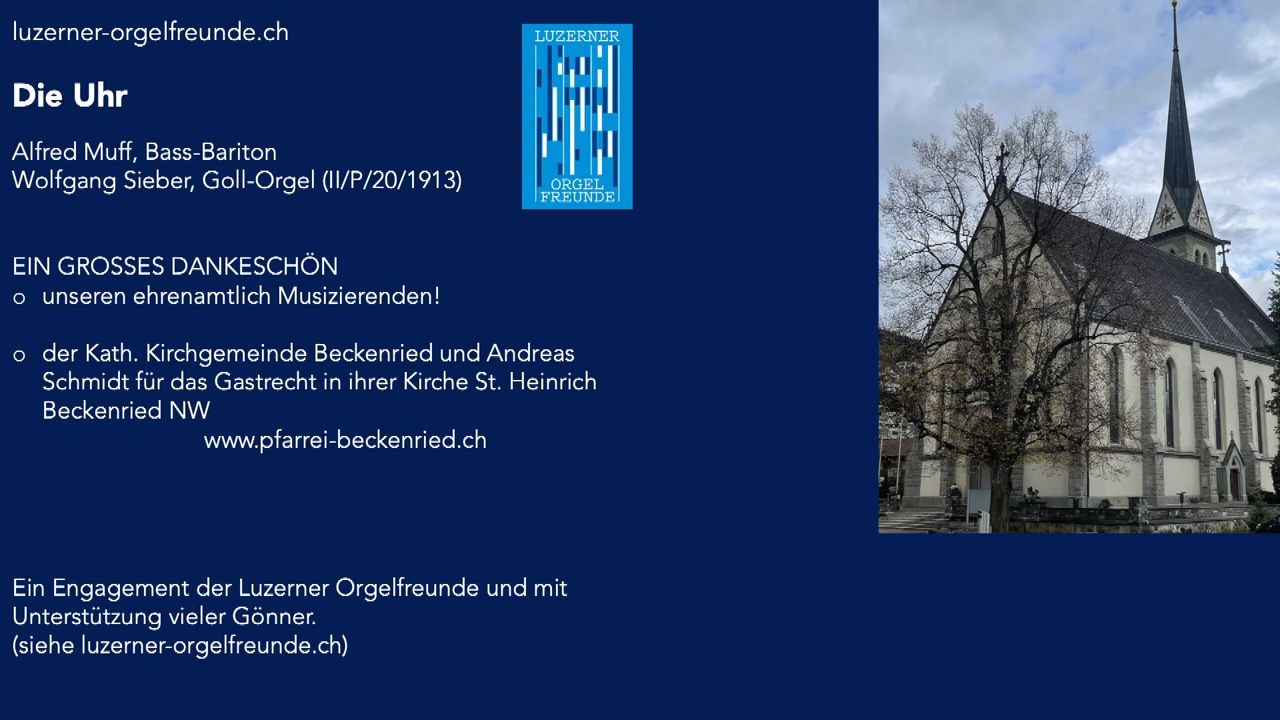 luzerner-orgelfreunde.ch
LUZERNER
ORGEL
FREUNDE
Die Uhr
Alfred Muff, Bass-Bariton
Wolfgang Sieber, Goll-Orgel (II/P/20/1913)
EIN GROSSES DANKESCHÖN
o unseren ehrenamtlich Musizierenden!
o der Kath. Kirchgemeinde Beckenried und Andreas
Schmidt für das Gastrecht in ihrer Kirche St. Heinrich
Beckenried NW
www.pfarrei-beckenried.ch
Ein Engagement der Luzerner Orgelfreunde und mit
Unterstützung vieler Gönner.
(siehe luzerner-orgelfreunde.ch)